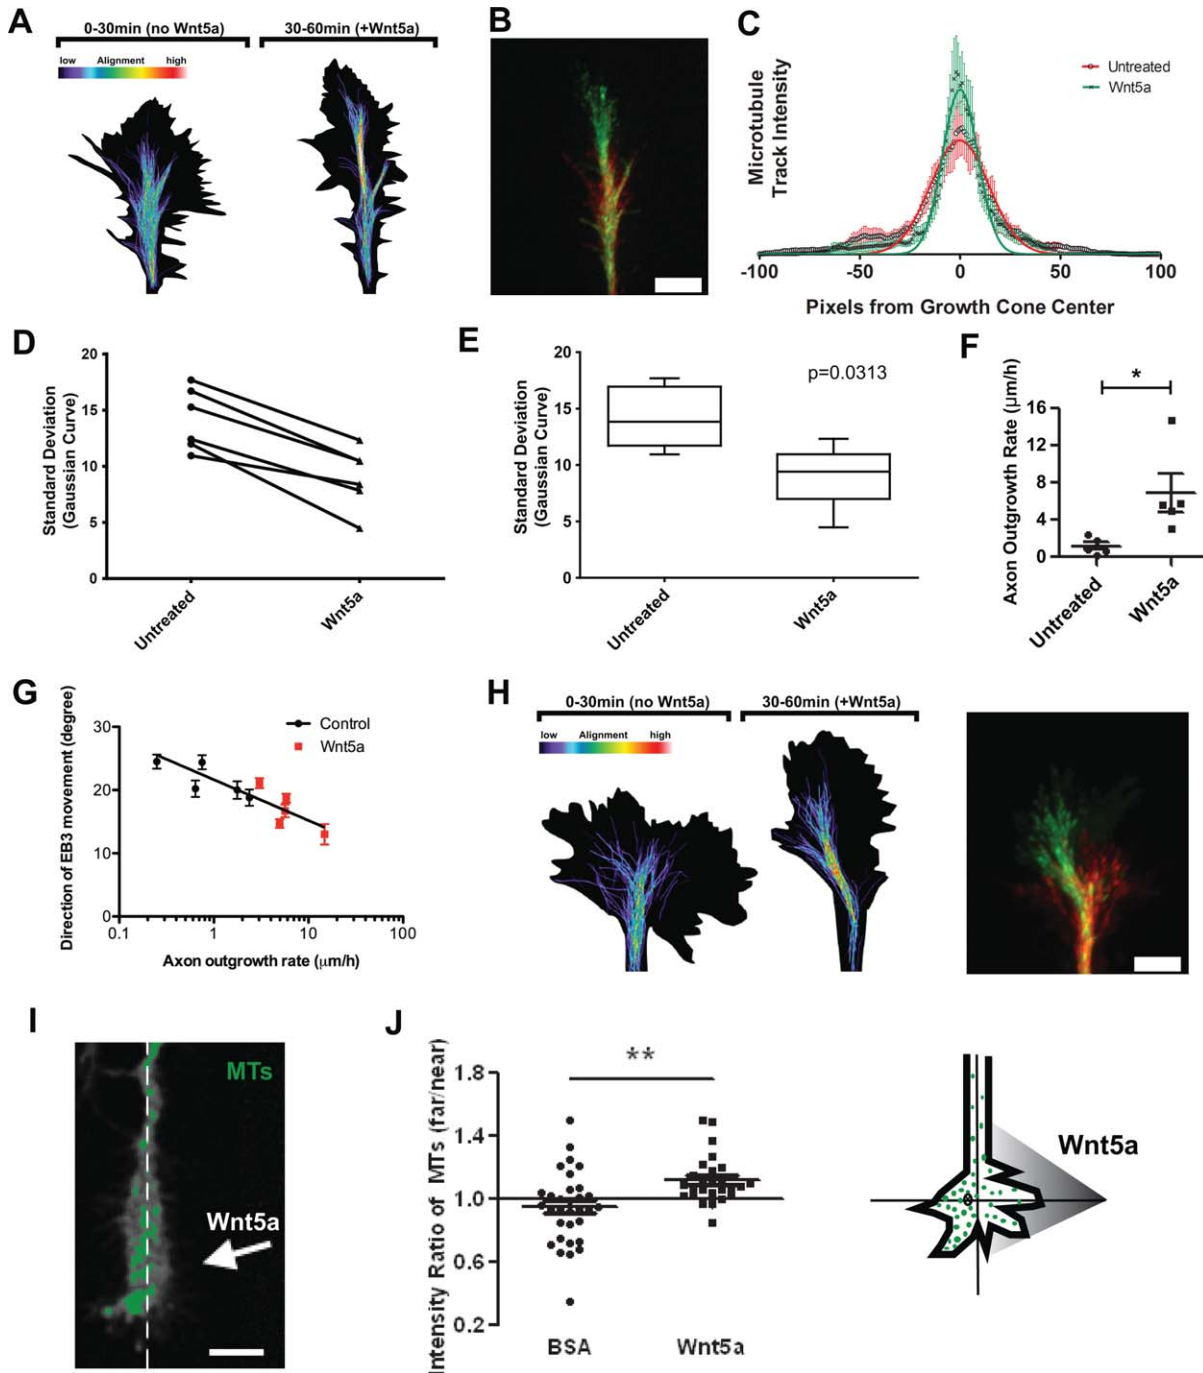 A
0-30min (no Wnt5a)
30-60min (+Wnt5a)
low Alignment high
B
C
Microtubule
Track Intensity
Untreated
Wnt5a
-100 -50 0 50 100
Pixels from Growth Cone Center
D
Standard Deviation
(Gaussian Curve)
20
15
10
5
0
Untreated
Wnt5a
E
Standard Deviation
(Gaussian Curve)
20
15
10
5
0
p=0.0313
Untreated
Wnt5a
F
Axon Outgrowth Rate (µm/h)
16
12
8
4
0
*
Untreated
Wnt5a
G
Direction of EB3 movement (degree)
30
20
10
0
Control
Wnt5a
0.1 1 10 100
Axon outgrowth rate (µm/h)
H
0-30min (no Wnt5a)
30-60min (+Wnt5a)
low Alignment high
I
MTs
Wnt5a
J
Intensity Ratio of MTs (far/near)
1.8
1.4
1.0
0.6
0.2
**
BSA
Wnt5a
Wnt5a